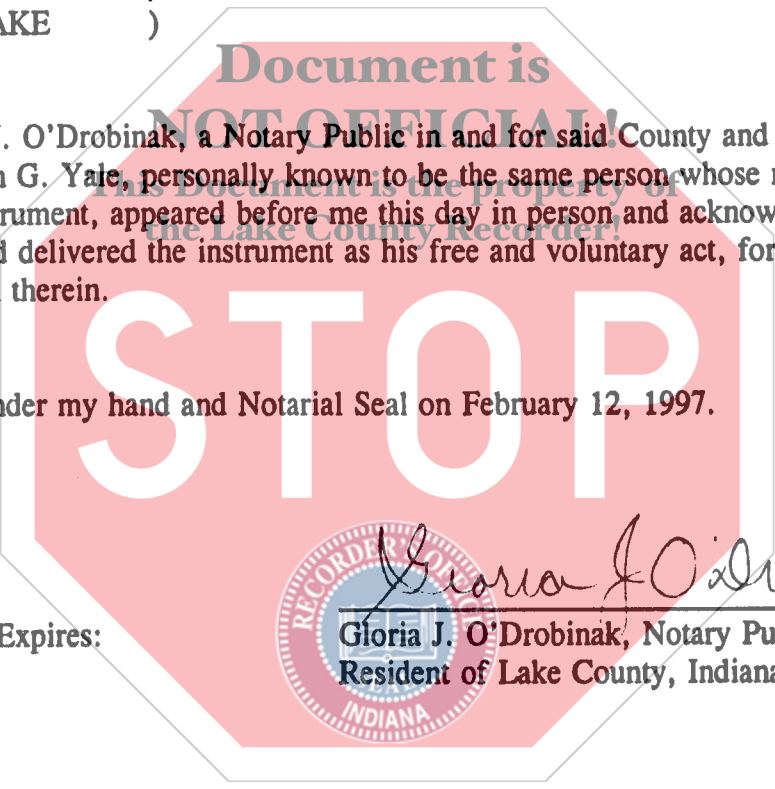 AKE )
Document is
NOT OFFICIAL!
. O'Drobinak, a Notary Public in and for said County and
This Document is the property of
G. Yale, personally known to be the same person whose
the Lake County Recorder!
rument, appeared before me this day in person and acknow
delivered the instrument as his free and voluntary act, for
therein.
STOP
nder my hand and Notarial Seal on February 12, 1997.
Gloria J O'D
RECORDER'S OFFICE
SEAL
INDIANA
Expires:
Gloria J. O'Drobinak, Notary Pu
Resident of Lake County, Indiana